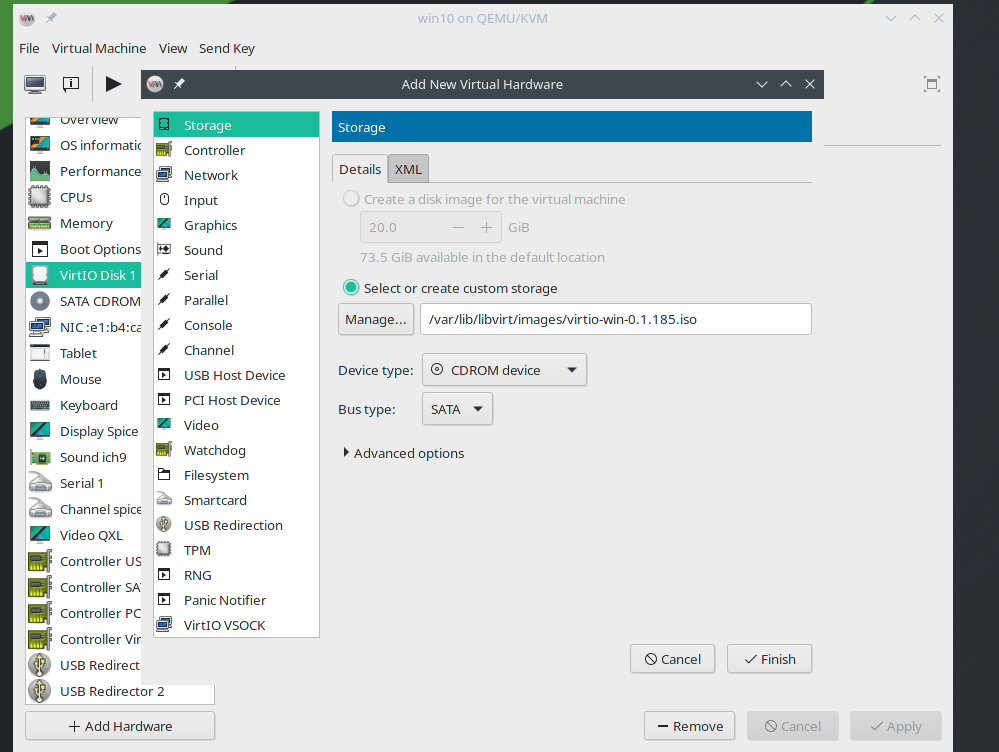 win10 on QEMU/KVM
File Virtual Machine View Send Key
Add New Virtual Hardware
Overview
OS informatic
Performance
CPUs
Memory
Boot Options
VirtIO Disk 1
SATA CDROM
NIC :e1:b4:ca
Tablet
Mouse
Keyboard
Display Spice
Sound ich9
Serial 1
Channel spice
Video QXL
Controller US
Controller SA
Controller PC
Controller Vir
USB Redirect
USB Redirector 2
Add Hardware
Storage
Controller
Network
Input
Graphics
Sound
Serial
Parallel
Console
Channel
USB Host Device
PCI Host Device
Video
Watchdog
Filesystem
Smartcard
USB Redirection
TPM
RNG
Panic Notifier
VirtIO VSOCK
Storage
Details XML
Create a disk image for the virtual machine
20.0 − + GiB
73.5 GiB available in the default location
Select or create custom storage
Manage... /var/lib/libvirt/images/virtio-win-0.1.185.iso
Device type: CDROM device
Bus type: SATA
Advanced options
Cancel Finish
Remove Cancel Apply